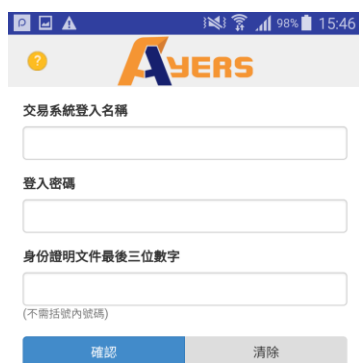 98% 15:46
?
AYERS
交易系統登入名稱
登入密碼
身份證明文件最後三位數字
(不需括號內號碼)
確認 清除